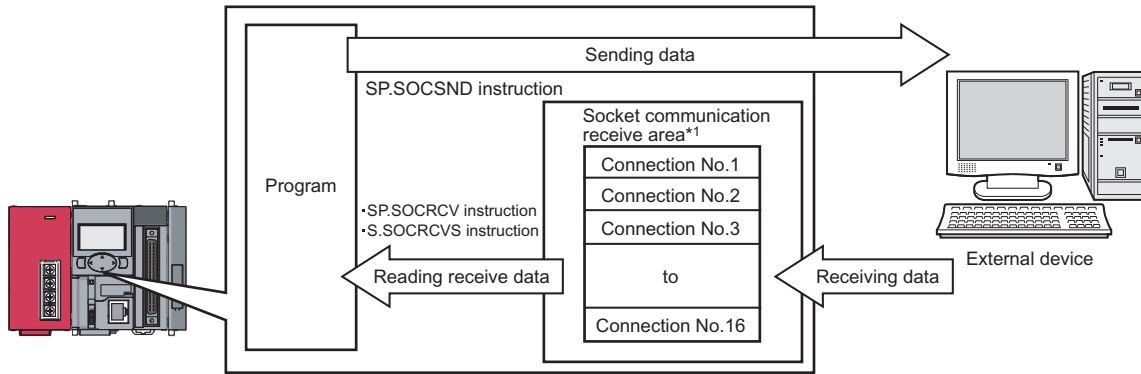 Sending data
SP.SOCSND instruction
Socket communication
receive area*1
Connection No.1
Connection No.2
Connection No.3
to
Connection No.16
Program
▪SP.SOCRCV instruction
▪S.SOCRCVS instruction
Reading receive data
Receiving data
External device